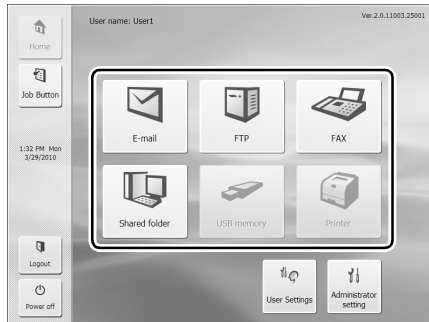 User name: User1
Ver.2.0.11003.25001
Home
Job Button
1:32 PM Mon
3/29/2010
E-mail
FTP
FAX
Shared folder
USB memory
Printer
Logout
Power off
User Settings
Administrator
setting